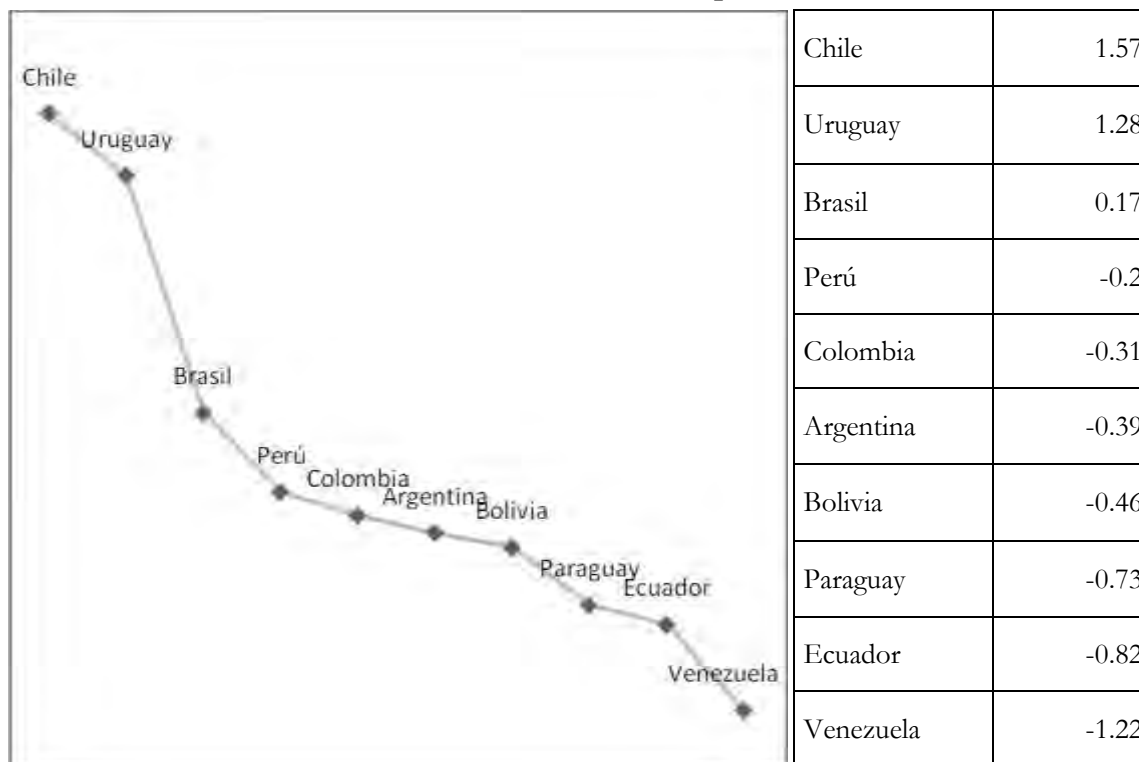 Chile
Uruguay
Brasil
Perú
Colombia
Argentina
Bolivia
Paraguay
Ecuador
Venezuela
Chile 1.57
Uruguay 1.28
Brasil 0.17
Perú -0.2
Colombia -0.31
Argentina -0.39
Bolivia -0.46
Paraguay -0.73
Ecuador -0.82
Venezuela -1.22